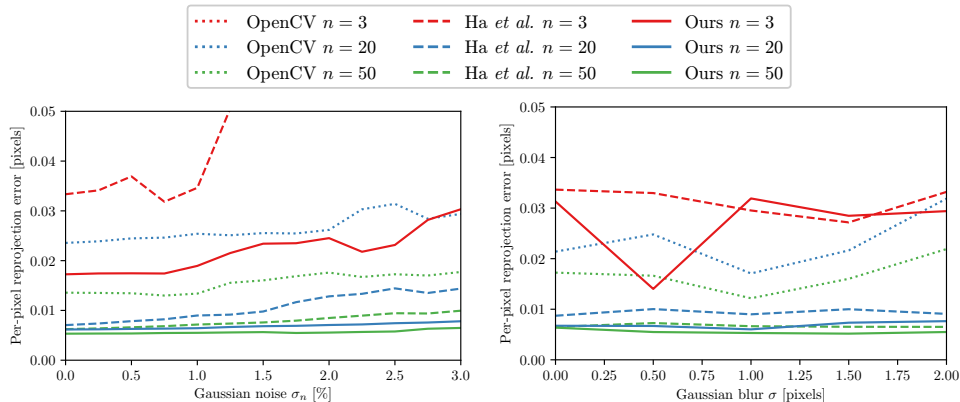 OpenCV n = 3 Ha et al. n = 3 Ours n = 3
OpenCV n = 20 Ha et al. n = 20 Ours n = 20
OpenCV n = 50 Ha et al. n = 50 Ours n = 50
Per-pixel reprojection error [pixels]
0.05
0.04
0.03
0.02
0.01
0.00
0.0 0.5 1.0 1.5 2.0 2.5 3.0
Gaussian noise σn [%]
Per-pixel reprojection error [pixels]
0.05
0.04
0.03
0.02
0.01
0.00
0.00 0.25 0.50 0.75 1.00 1.25 1.50 1.75 2.00
Gaussian blur σ [pixels]